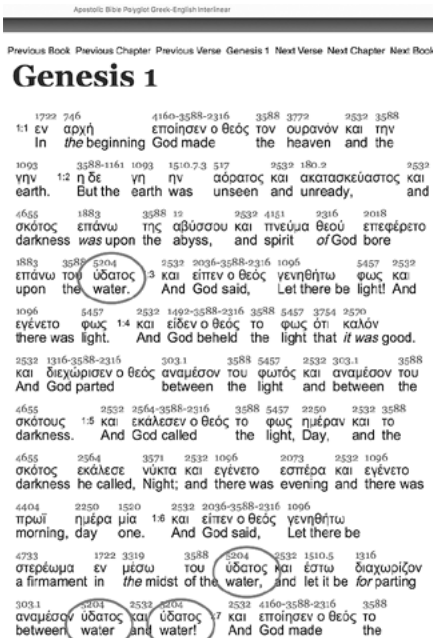 Apostolic Bible Polyglot Greek-English Interlinear
Previous Book Previous Chapter Previous Verse Genesis 1 Next Verse Next Chapter Next Book
Genesis 1
1722 746 4160-3588-2316 3588 3772 2532 3588
1:1 εν αρχή εποίησεν ο θεός τον ουρανόν και την
In the beginning God made the heaven and the
1093 3588-1161 1093 1510.7.3 517 2532 180.2 2532
γην 1:2 η δε γη ην αόρατος και ακατασκεύαστος και
earth. But the earth was unseen and unready, and
4655 1883 3588 12 2532 4151 2316 2018
σκότος επάνω της αβύσσου και πνεύμα θεού επεφέρετο
darkness was upon the abyss, and spirit of God bore
1883 3588 5204 2532 2036-3588-2316 1096 5457 2532
επάνω του ύδατος :3 και είπεν ο θεός γενηθήτω φως και
upon the water. And God said, Let there be light! And
1096 5457 2532 1492-3588-2316 3588 5457 3754 2570
εγένετο φως 1:4 και είδεν ο θεός το φως ότι καλόν
there was light. And God beheld the light that it was good.
2532 1316-3588-2316 303.1 3588 5457 2532 303.1 3588
και διεχώρισεν ο θεός αναμέσον του φωτός και αναμέσον του
And God parted between the light and between the
4655 2532 2564-3588-2316 3588 5457 2250 2532 3588
σκότους 1:5 και εκάλεσεν ο θεός το φως ημέραν και το
darkness. And God called the light, Day, and the
4655 2564 3571 2532 1096 2073 2532 1096
σκότος εκάλεσε νύκτα και εγένετο εσπέρα και εγένετο
darkness he called, Night; and there was evening and there was
4404 2250 1520 2532 2036-3588-2316 1096
πρωϊ ημέρα μία 1:6 και είπεν ο θεός γενηθήτω
morning, day one. And God said, Let there be
4733 1722 3319 3588 5204 2532 1510.5 1316
στερέωμα εν μέσω του ύδατος και έστω διαχωρίζον
a firmament in the midst of the water, and let it be for parting
303.1 5204 2532 5204 2532 4160-3588-2316 3588
αναμέσον ύδατος και ύδατος :7 και εποίησεν ο θεός το
between water and water! And God made the